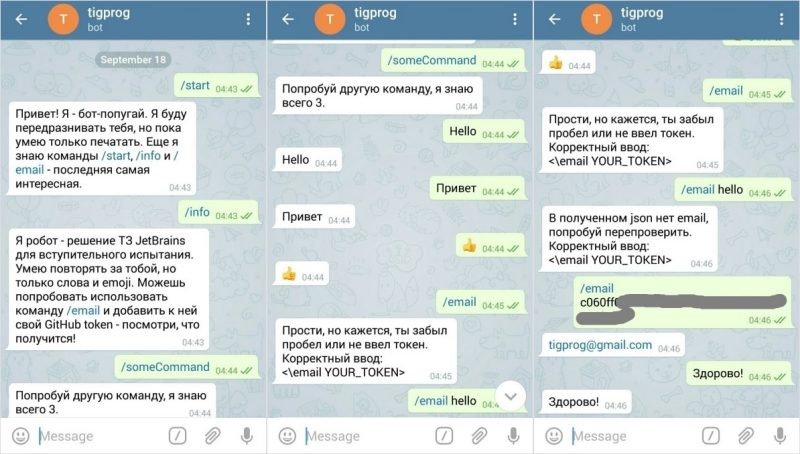 tigprog
bot
September 18
/start 04:43
Привет! Я - бот-попугай. Я буду
передразнивать тебя, но пока
умею только печатать. Еще я
знаю команды /start, /info и /
email - последняя самая
интересная.
04:43
/info 04:43
Я робот - решение ТЗ JetBrains
для вступительного испытания.
Умею повторять за тобой, но
только слова и emoji. Можешь
попробовать использовать
команду /email и добавить к ней
свой GitHub token - посмотри, что
получится!
04:43
/someCommand 04:44
Попробуй другую команду, я знаю
всего 3.
04:44
Message
tigprog
bot
/someCommand 04:44
Попробуй другую команду, я знаю
всего 3.
04:44
Hello 04:44
Hello 04:44
Привет 04:44
Привет 04:44
👍 04:44
👍 04:44
/email 04:45
Прости, но кажется, ты забыл
пробел или не ввел токен.
Корректный ввод:
<\email YOUR_TOKEN>
04:45
/email hello
Message
tigprog
bot
👍 04:44
/email 04:45
Прости, но кажется, ты забыл
пробел или не ввел токен.
Корректный ввод:
<\email YOUR_TOKEN>
04:45
/email hello 04:46
В полученном json нет email,
попробуй перепроверить.
Корректный ввод:
<\email YOUR_TOKEN>
04:46
/email
c060ff
04:46
tigprog@gmail.com 04:46
Здорово! 04:46
Здорово! 04:46
Message